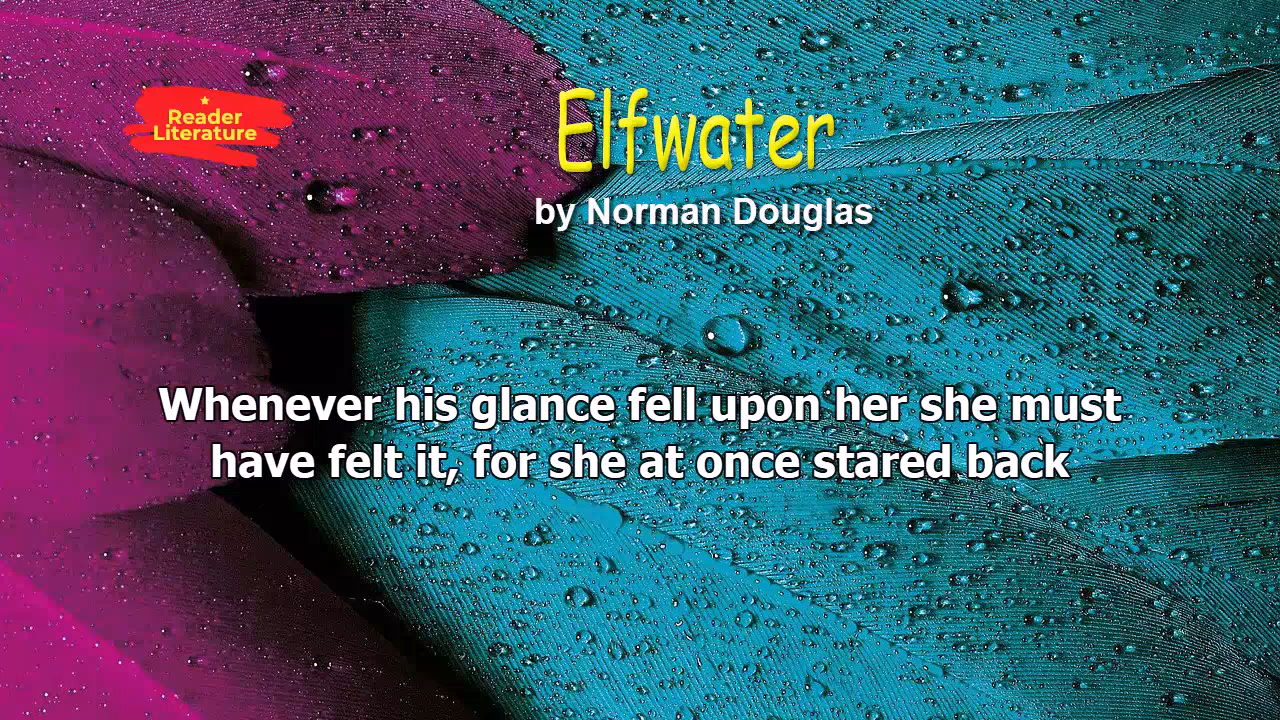 Reader
Literature
Elfwater
by Norman Douglas
Whenever his glance fell upon her she must
have felt it, for she at once stared back